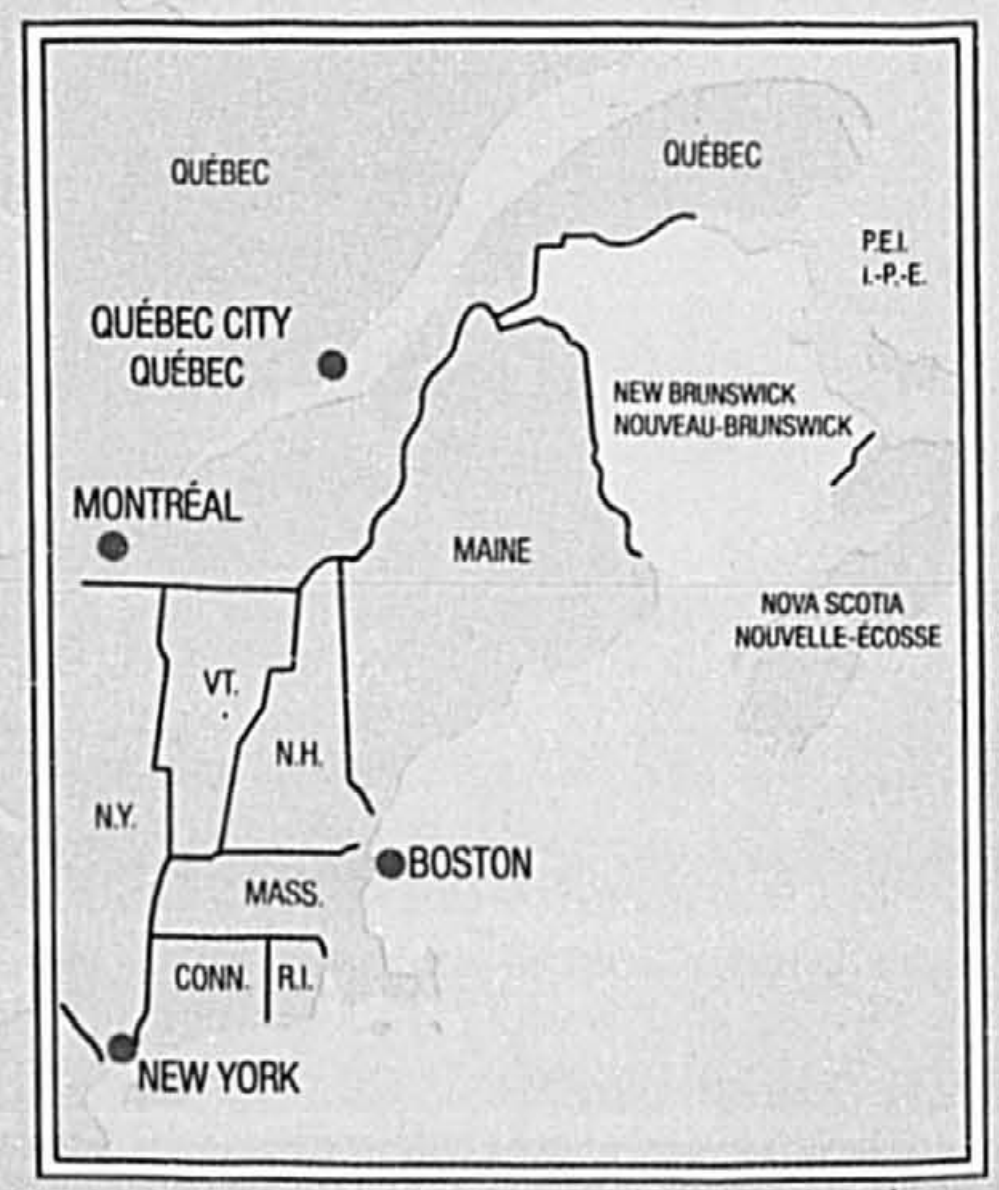 QUÉBEC
QUÉBEC
P.E.I.
I.-P.-E.
QUÉBEC CITY
QUÉBEC
NEW BRUNSWICK
NOUVEAU-BRUNSWICK
MONTRÉAL
MAINE
NOVA SCOTIA
NOUVELLE-ÉCOSSE
VT.
N.H.
N.Y.
BOSTON
MASS.
CONN.
R.I.
NEW YORK